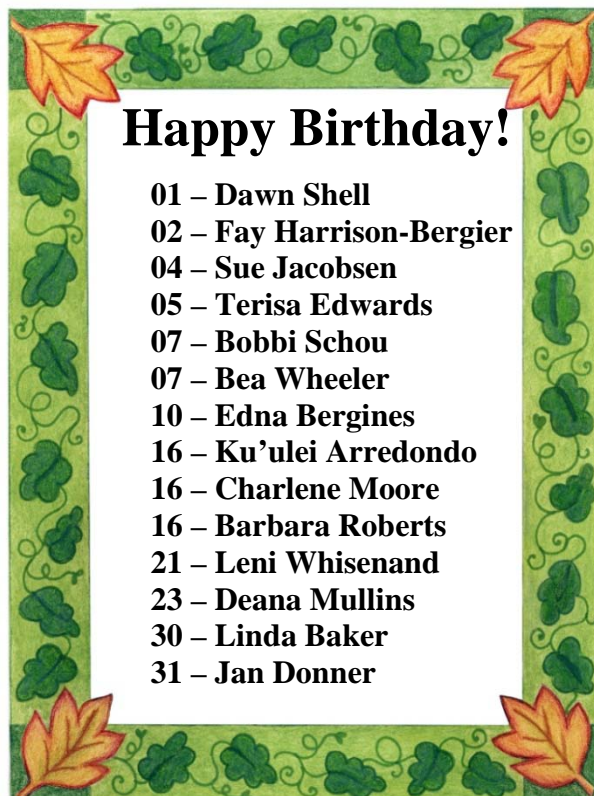 Happy Birthday!
01 – Dawn Shell
02 – Fay Harrison-Bergier
04 – Sue Jacobsen
05 – Terisa Edwards
07 – Bobbi Schou
07 – Bea Wheeler
10 – Edna Bergines
16 – Ku’ulei Arredondo
16 – Charlene Moore
16 – Barbara Roberts
21 – Leni Whisenand
23 – Deana Mullins
30 – Linda Baker
31 – Jan Donner